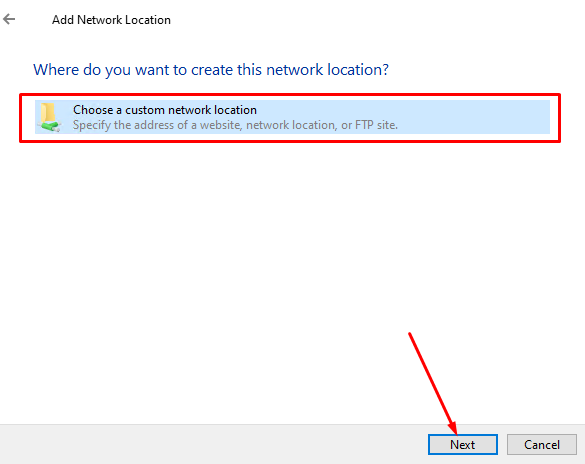 Add Network Location
Where do you want to create this network location?
Choose a custom network location
Specify the address of a website, network location, or FTP site.
Next
Cancel